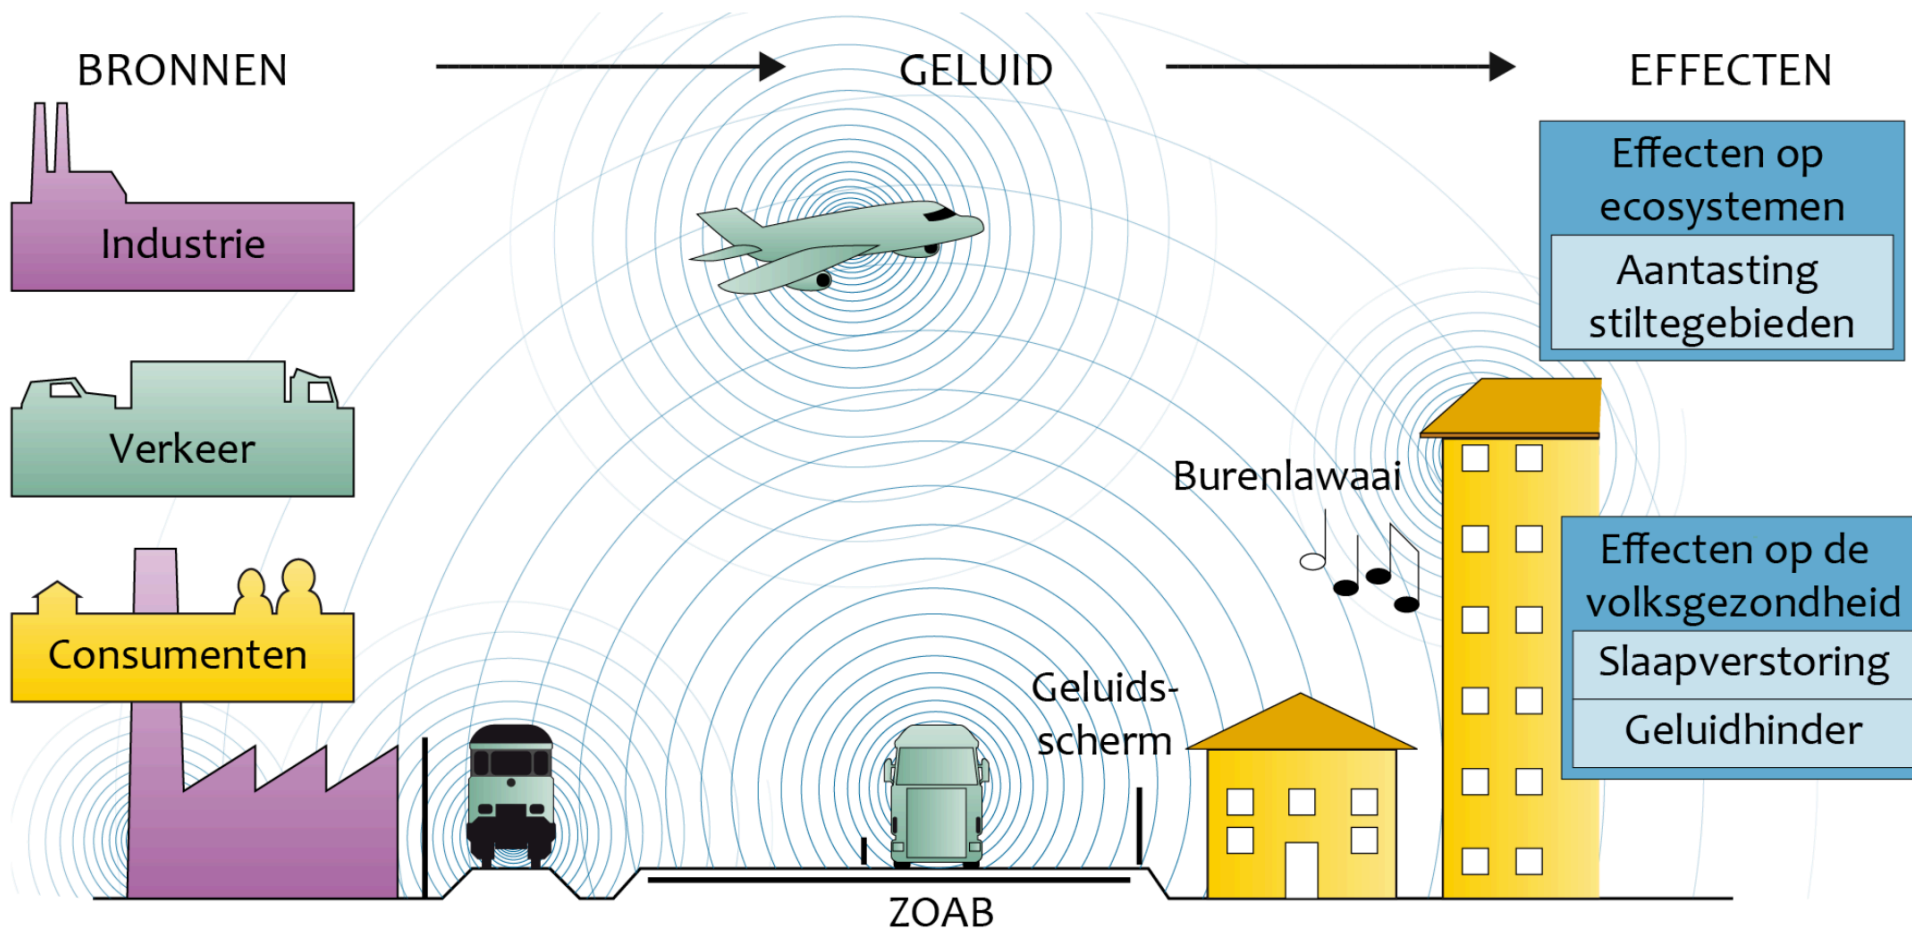 BRONNEN
GELUID
EFFECTEN
Industrie
Verkeer
Consumenten
Burenlawaai
Geluids-
scherm
ZOAB
Effecten op
ecosystemen
Aantasting
stiltegebieden
Effecten op de
volksgezondheid
Slaapverstoring
Geluidhinder